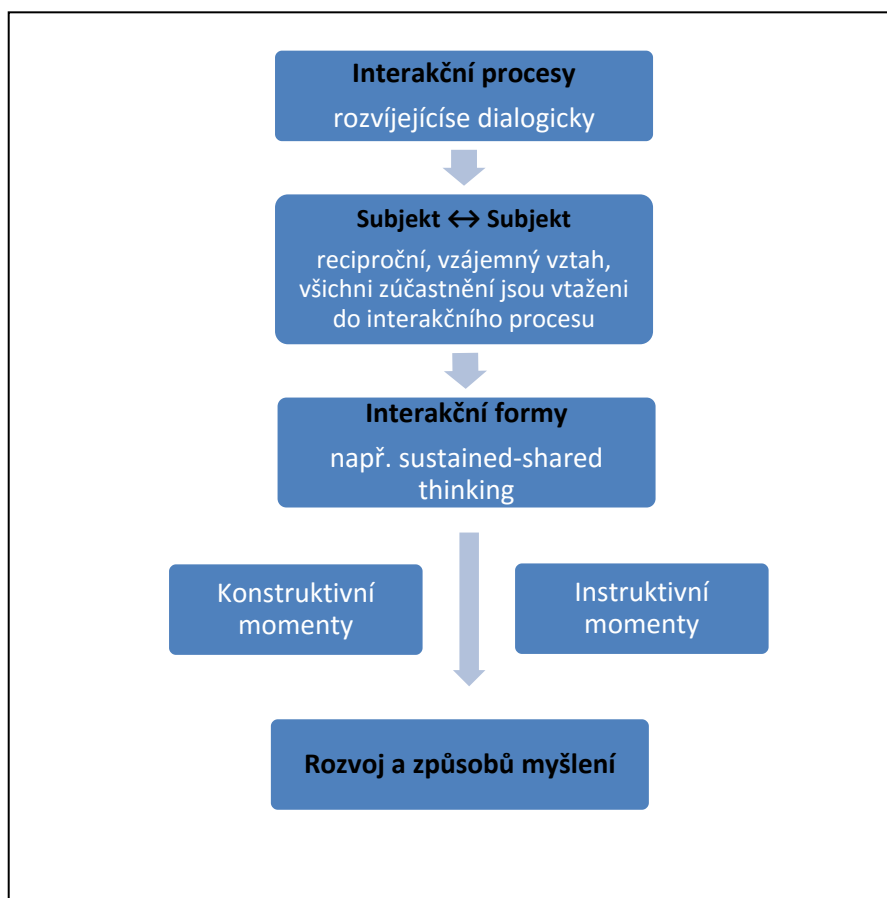 Interakční procesy
rozvíjejícíse dialogicky
Subjekt ↔ Subjekt
reciproční, vzájemný vztah,
všichni zúčastnění jsou vtaženi
do interakčního procesu
Interakční formy
např. sustained-shared
thinking
Konstruktivní
momenty
Instruktivní
momenty
Rozvoj a způsobů myšlení